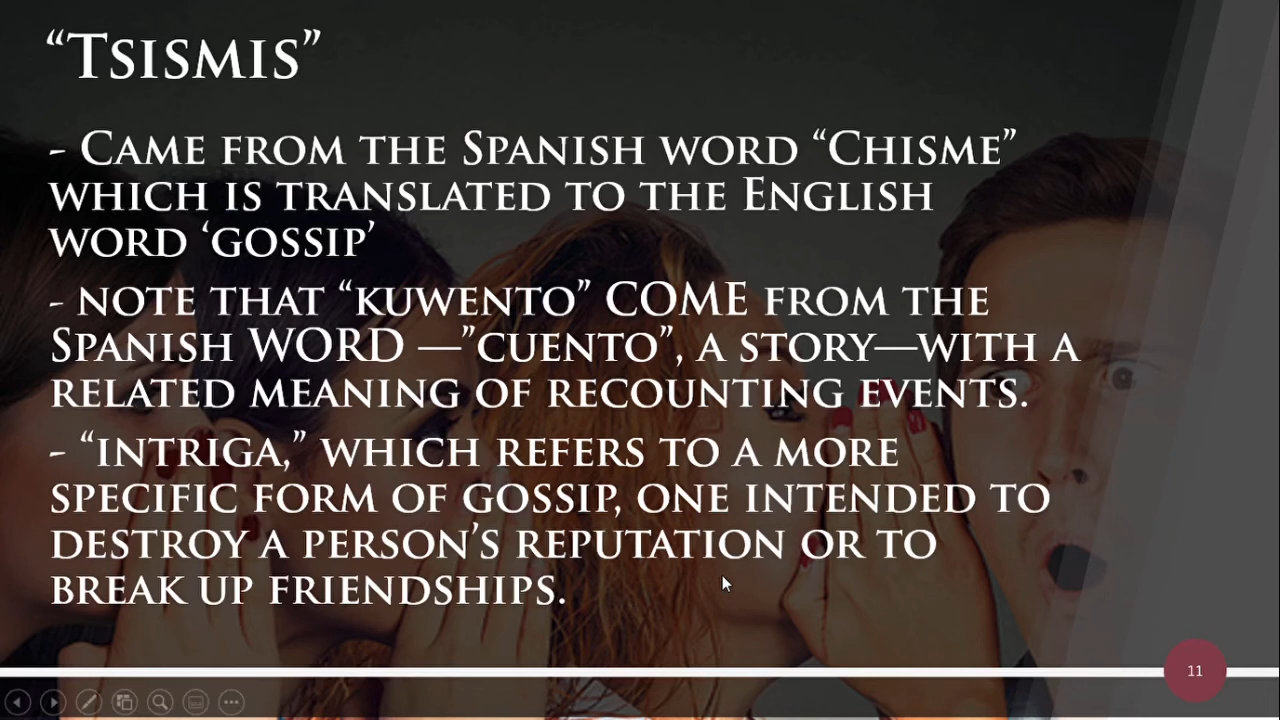 “Tsismis”
- Came from the Spanish word “Chisme”
which is translated to the English
word ‘gossip’
- note that “kuwento” COME from the
Spanish WORD —”cuento”, a story—with a
related meaning of recounting events.
- “intriga,” which refers to a more
specific form of gossip, one intended to
destroy a person’s reputation or to
break up friendships.
11